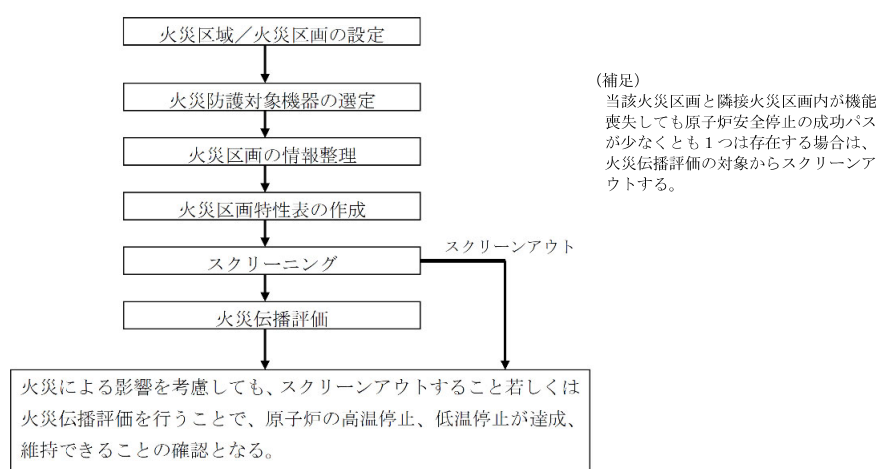 火災区域／火災区画の設定
火災防護対象機器の選定
火災区画の情報整理
火災区画特性表の作成
スクリーニング
スクリーンアウト
火災伝播評価
火災による影響を考慮しても、スクリーンアウトすること若しくは
火災伝播評価を行うことで、原子炉の高温停止、低温停止が達成、
維持できることの確認となる。
（補足）
当該火災区画と隣接火災区画内が機能
喪失しても原子炉安全停止の成功パス
が少なくとも１つは存在する場合は、
火災伝播評価の対象からスクリーンア
ウトする。